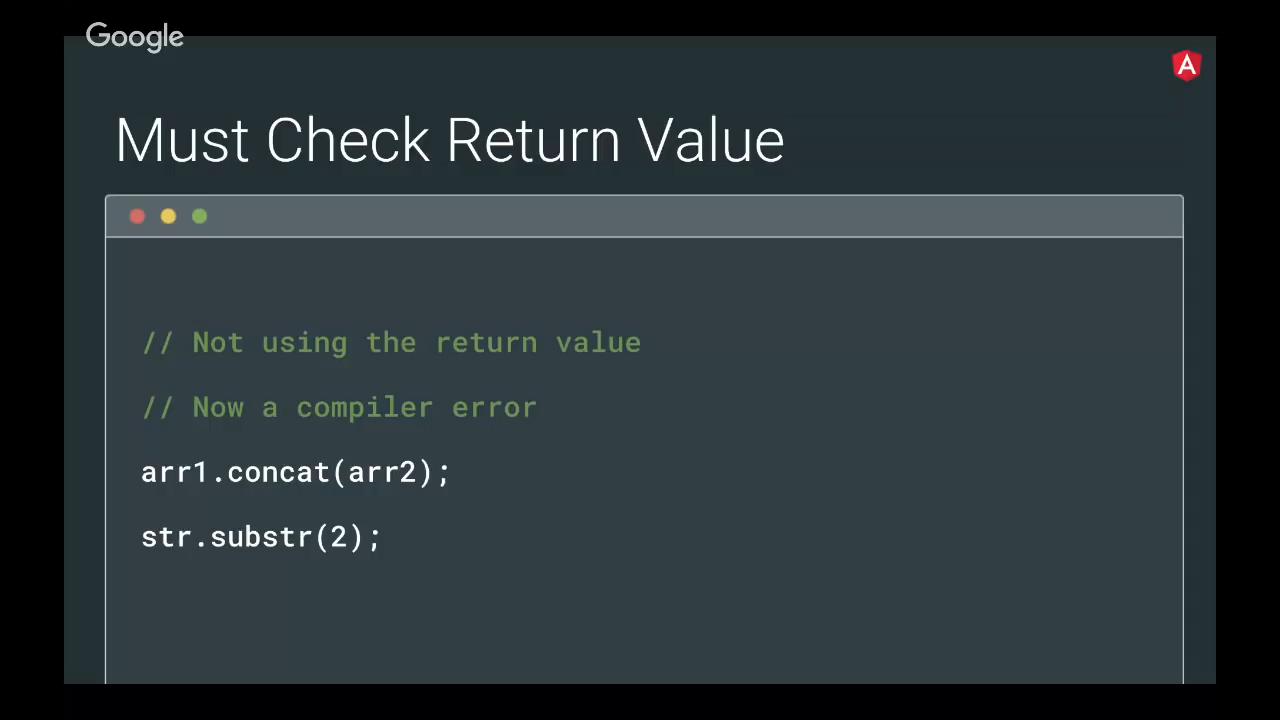 Google
A
Must Check Return Value
// Not using the return value
// Now a compiler error
arr1.concat(arr2);
str.substr(2);